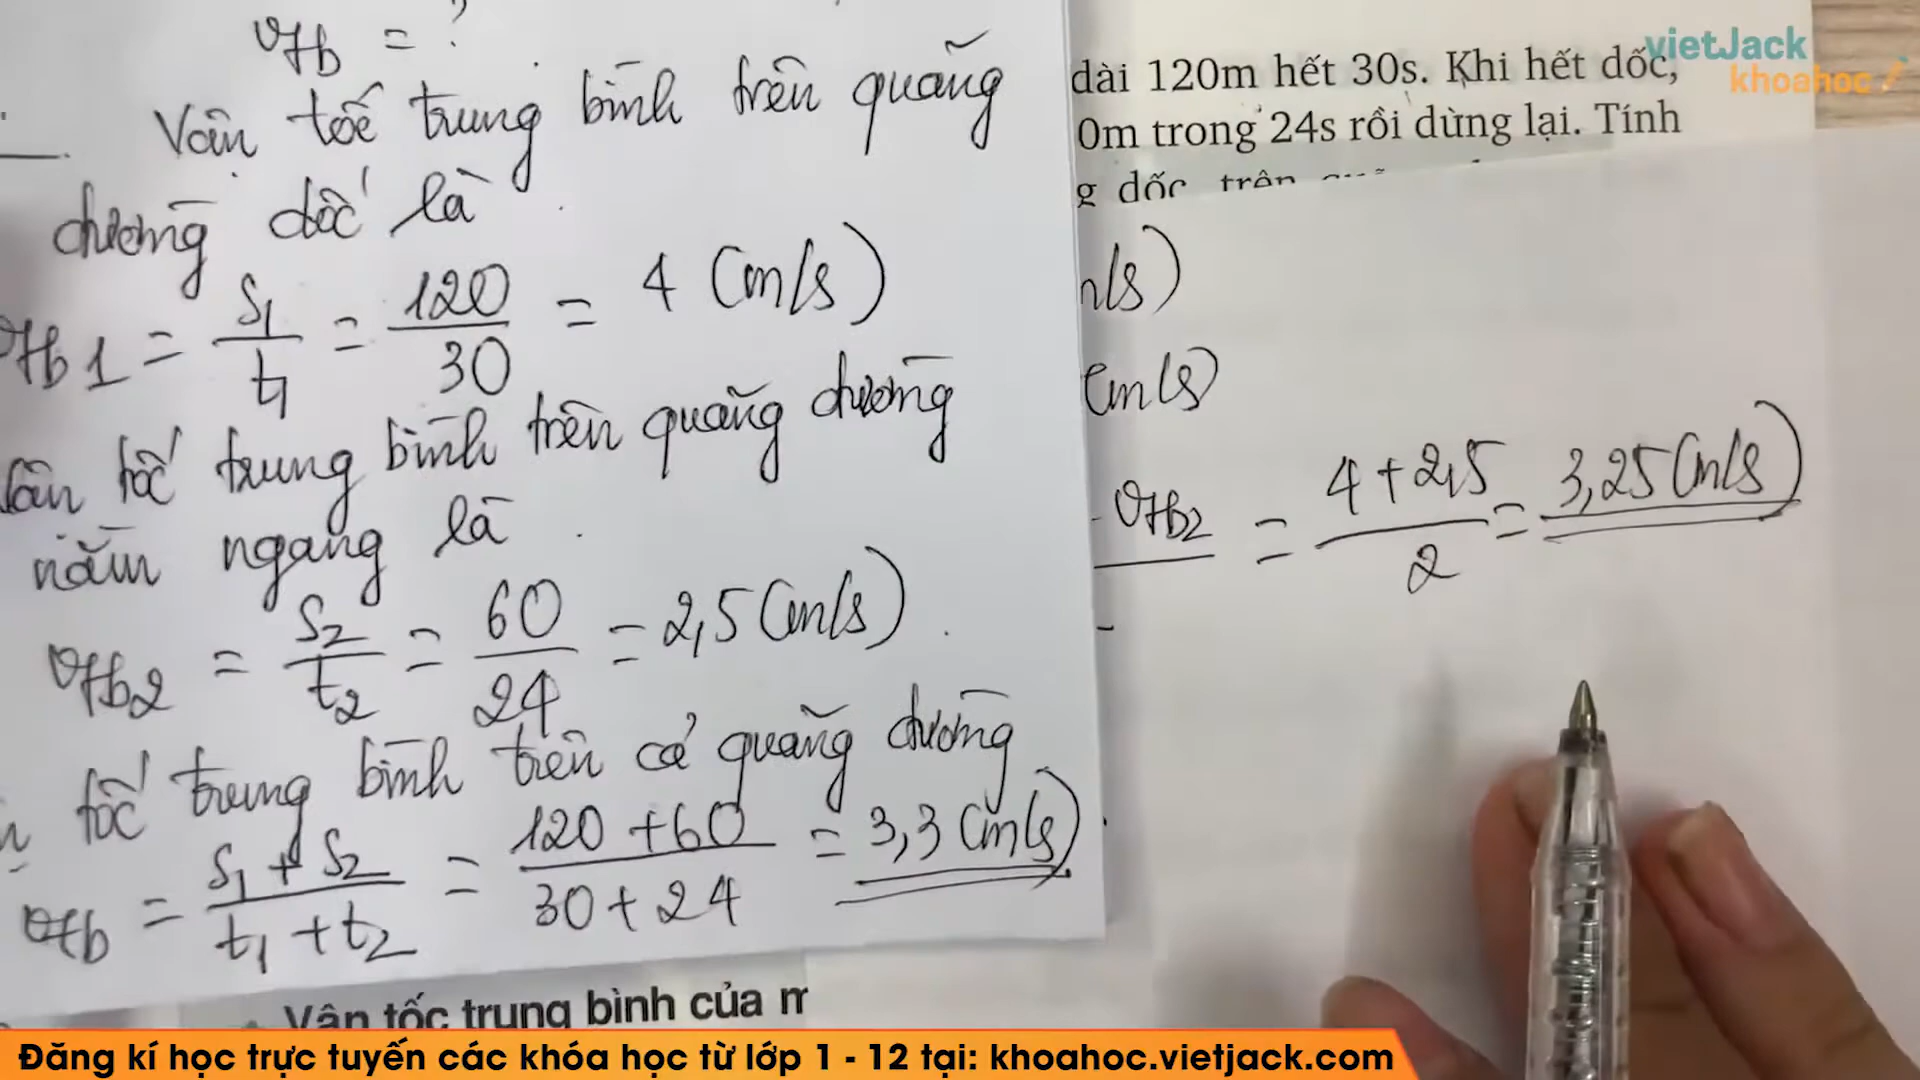 vtb = ?
Vận tốc trung bình trên quãng
đường dốc là
vtb1 = s1/t1 = 120/30 = 4 (m/s)
tốc trung bình trên quãng đường
nằm ngang là
vtb2 = s2/t2 = 60/24 = 2,5 (m/s)
tốc trung bình trên cả quãng đường
vtb = s1 + s2/t1 + t2 = 120 + 60/30 + 24 = 3,3 (m/s)
vietJack
khoahoc
dài 120m hết 30s. Khi hết dốc,
0m trong 24s rồi dừng lại. Tính
g dốc, trên
/s)
(m/s)
vtb2 = 4 + 2,5/2 = 3,25 (m/s)
Vận tốc trung bình của m
Đăng kí học trực tuyến các khóa học từ lớp 1 - 12 tại: khoahoc.vietjack.com